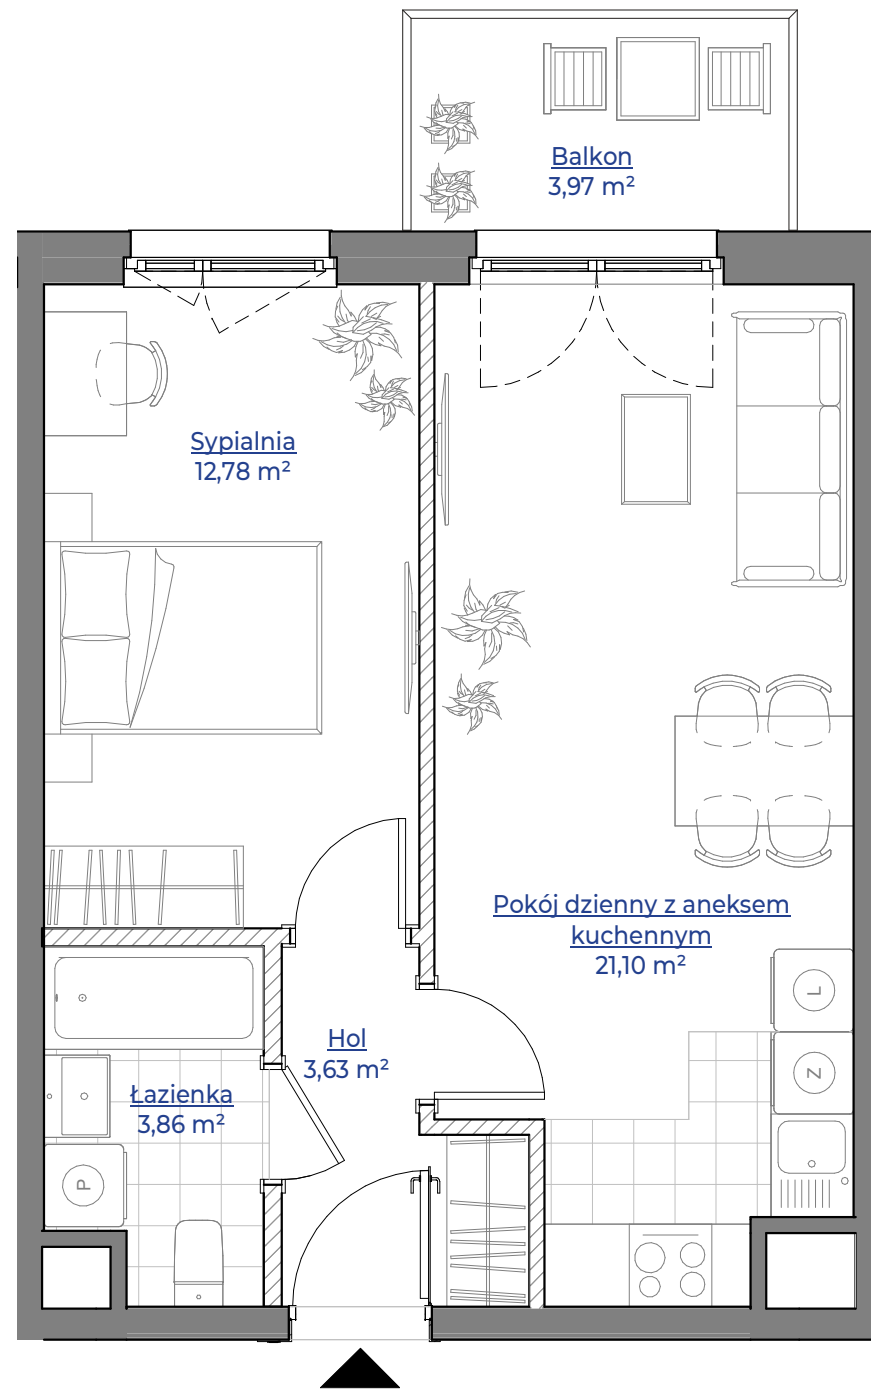 Balkon
3,97 m²
Sypialnia
12,78 m²
Pokój dzienny z aneksem
kuchennym
21,10 m²
L
Hol
3,63 m²
Z
Łazienka
3,86 m²
P